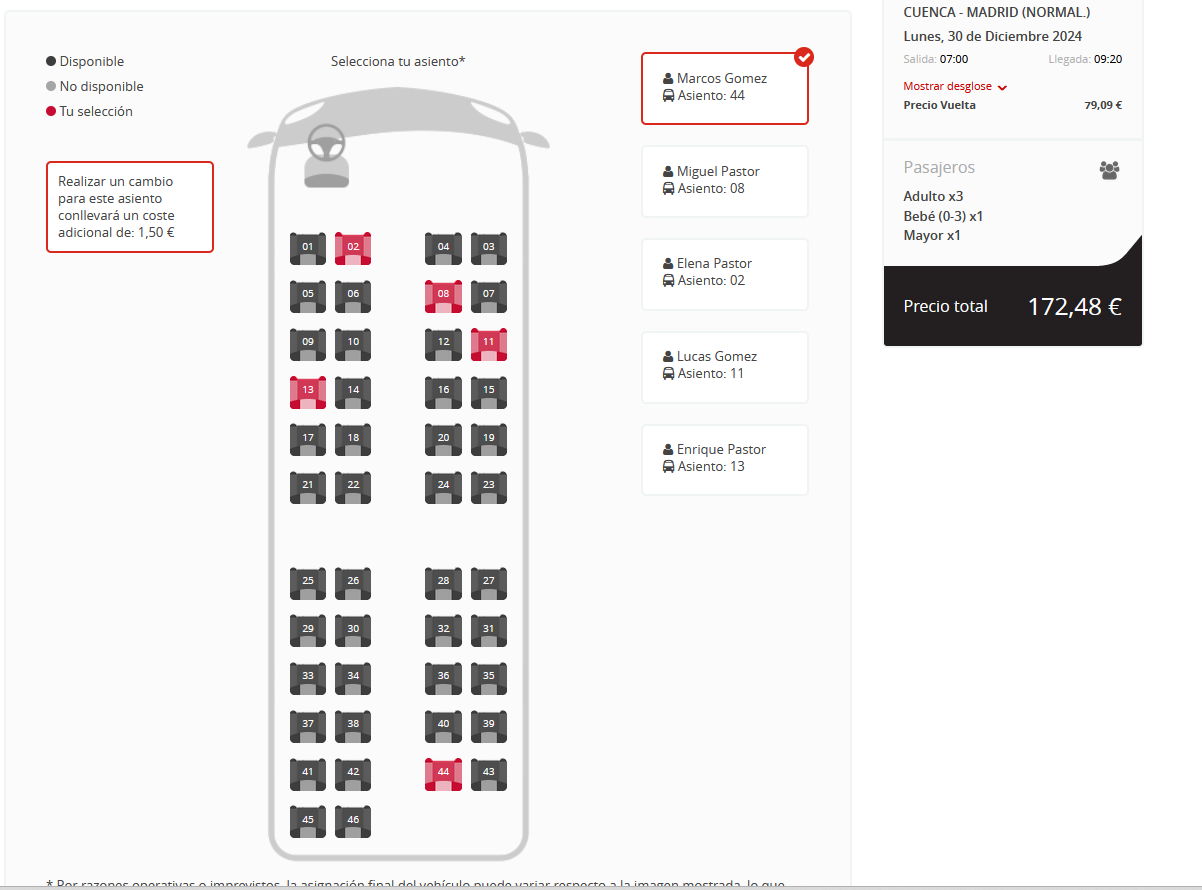 Disponible
No disponible
Tu selección
Realizar un cambio
para este asiento
conllevará un coste
adicional de: 1,50 €
Selecciona tu asiento*
01 02 04 03
05 06 08 07
09 10 12 11
13 14 16 15
17 18 20 19
21 22 24 23
25 26 28 27
29 30 32 31
33 34 36 35
37 38 40 39
41 42 44 43
45 46
Marcos Gomez
Asiento: 44
Miguel Pastor
Asiento: 08
Elena Pastor
Asiento: 02
Lucas Gomez
Asiento: 11
Enrique Pastor
Asiento: 13
CUENCA - MADRID (NORMAL.)
Lunes, 30 de Diciembre 2024
Salida: 07:00 Llegada: 09:20
Mostrar desglose
Precio Vuelta 79,09 €
Pasajeros
Adulto x3
Bebé (0-3) x1
Mayor x1
Precio total 172,48 €
* Por razones operativas o imprevistos, la asignación final del vehículo puede variar respecto a la imagen mostrada, lo que